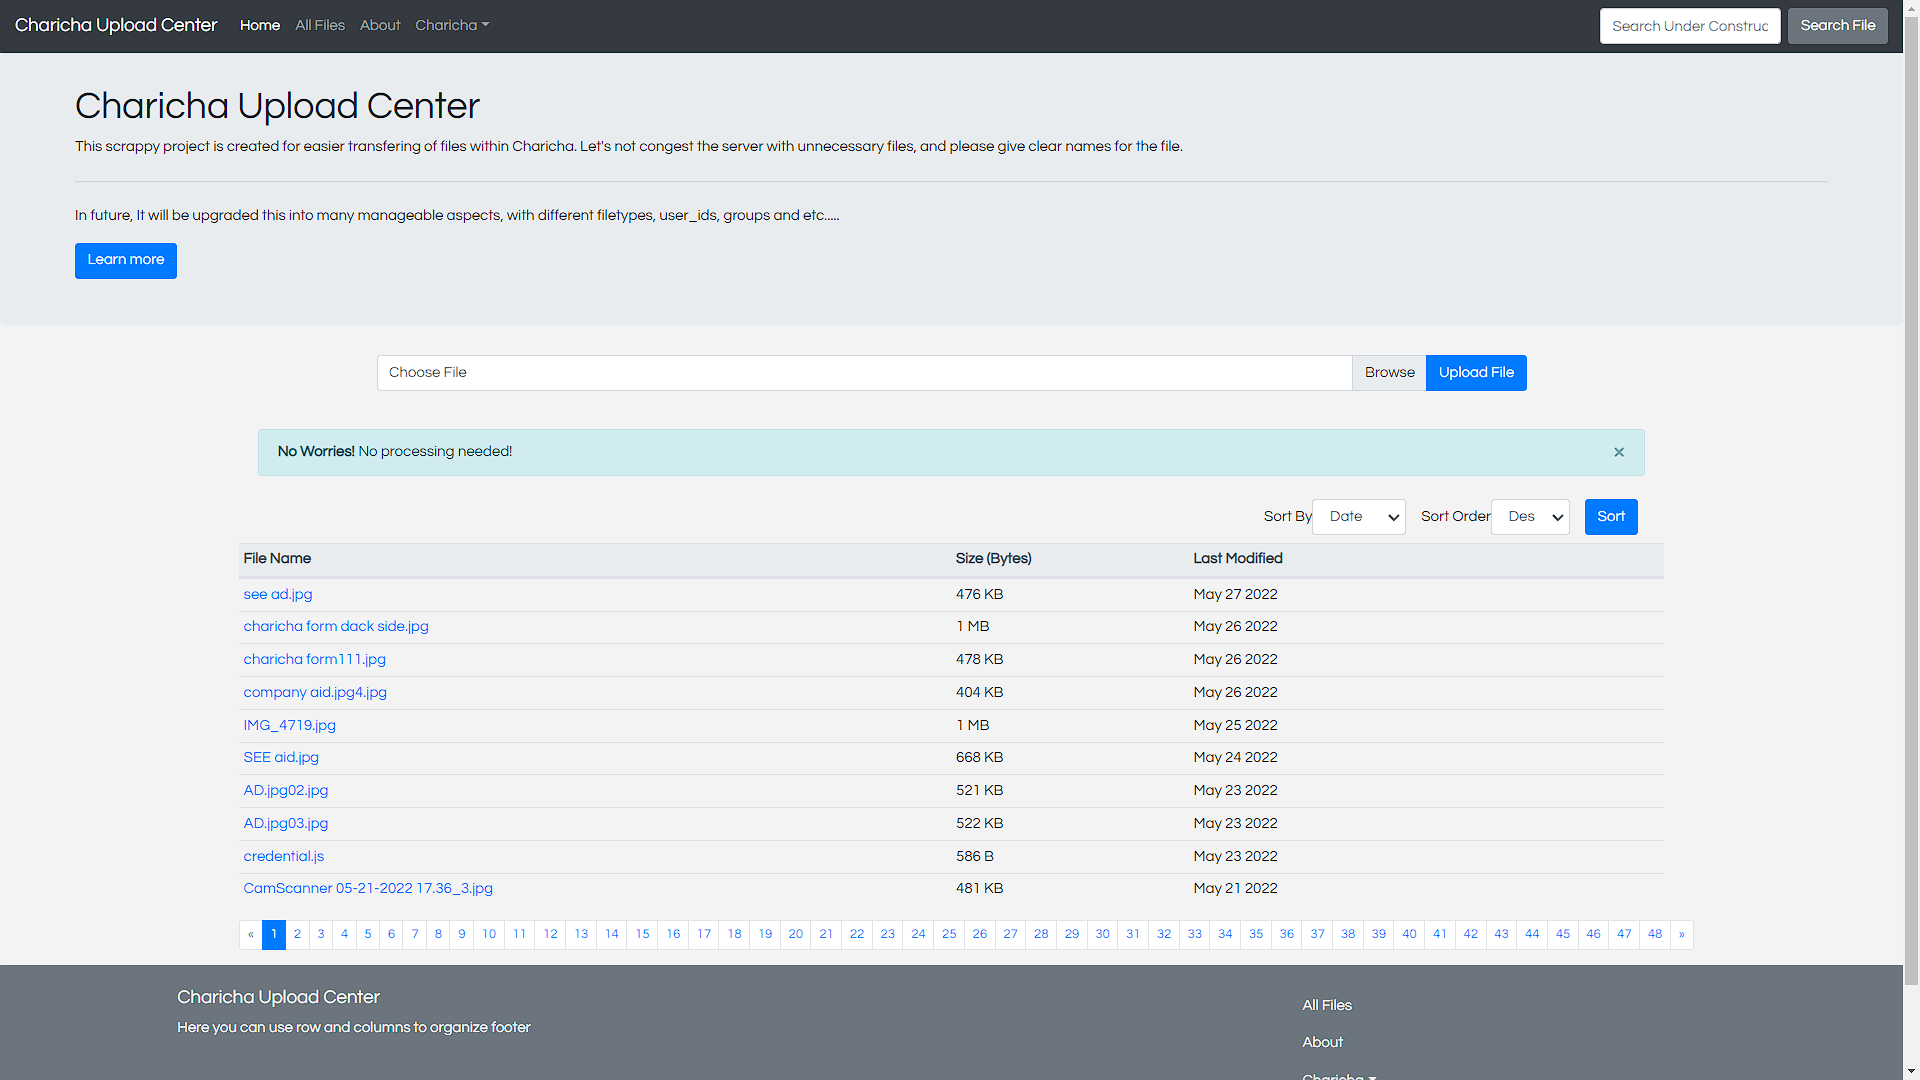 Charicha Upload Center Home All Files About Charicha Search Under Construc Search File
Charicha Upload Center
This scrappy project is created for easier transfering of files within Charicha. Let's not congest the server with unnecessary files, and please give clear names for the file.
In future, It will be upgraded this into many manageable aspects, with different filetypes, user_ids, groups and etc.....
Learn more
Choose File Browse Upload File
No Worries! No processing needed! ×
Sort By Date Sort Order Des Sort
File Name Size (Bytes) Last Modified
see ad.jpg 476 KB May 27 2022
charicha form dack side.jpg 1 MB May 26 2022
charicha form111.jpg 478 KB May 26 2022
company aid.jpg4.jpg 404 KB May 26 2022
IMG_4719.jpg 1 MB May 25 2022
SEE aid.jpg 668 KB May 24 2022
AD.jpg02.jpg 521 KB May 23 2022
AD.jpg03.jpg 522 KB May 23 2022
credential.js 586 B May 23 2022
CamScanner 05-21-2022 17.36_3.jpg 481 KB May 21 2022
« 1 2 3 4 5 6 7 8 9 10 11 12 13 14 15 16 17 18 19 20 21 22 23 24 25 26 27 28 29 30 31 32 33 34 35 36 37 38 39 40 41 42 43 44 45 46 47 48 »
Charicha Upload Center
Here you can use row and columns to organize footer
All Files
About
Charicha